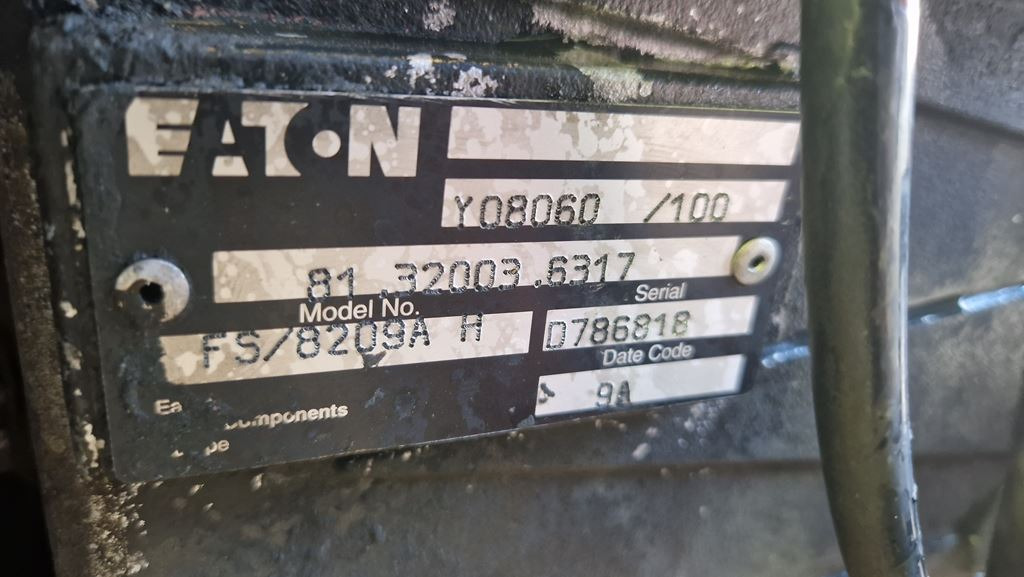 EATON
Y08060 /100
81.32003.6317
Model No. Serial
FS/8209A H D786818
Date Code
9A
Components